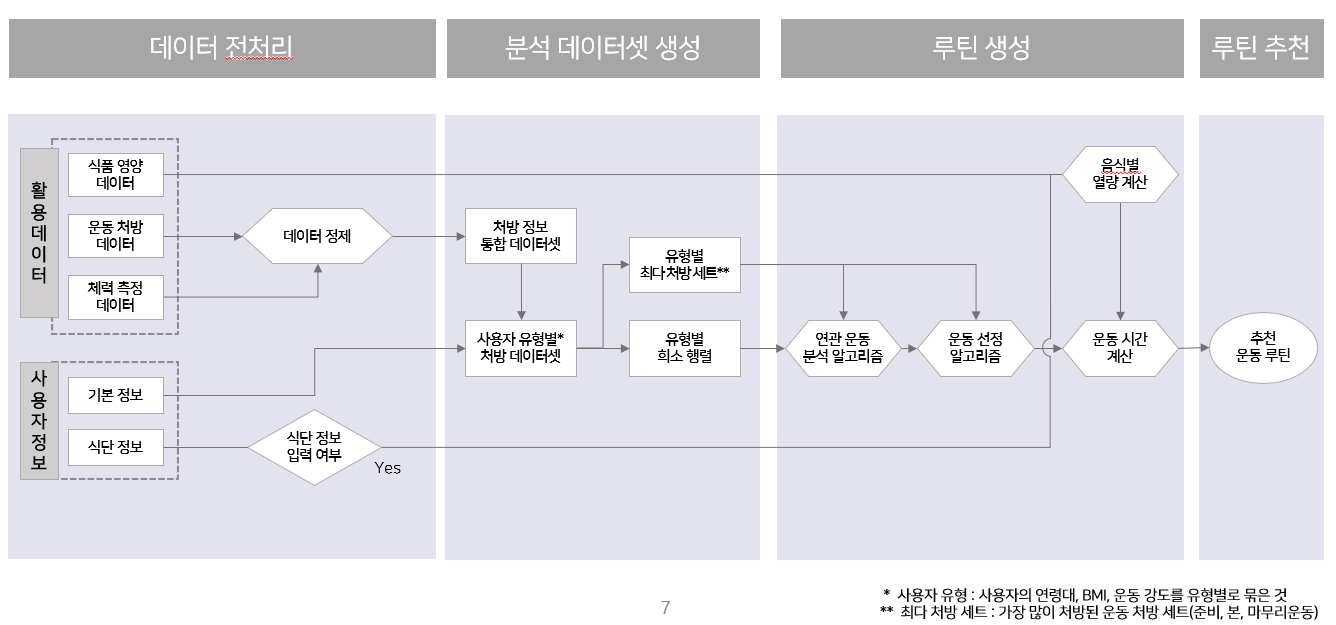 데이터 전처리
분석 데이터셋 생성
루틴 생성
루틴 추천
활용데이터
식품 영양
데이터
운동 처방
데이터
체력 측정
데이터
데이터 정제
처방 정보
통합 데이터셋
유형별
최다 처방 세트**
사용자 유형별*
처방 데이터셋
유형별
희소 행렬
음식별
열량 계산
연관 운동
분석 알고리즘
운동 선정
알고리즘
운동 시간
계산
추천
운동 루틴
사용자정보
기본 정보
식단 정보
식단 정보
입력 여부
Yes
* 사용자 유형 : 사용자의 연령대, BMI, 운동 강도를 유형별로 묶은 것
** 최다 처방 세트 : 가장 많이 처방된 운동 처방 세트(준비, 본, 마무리운동)
7